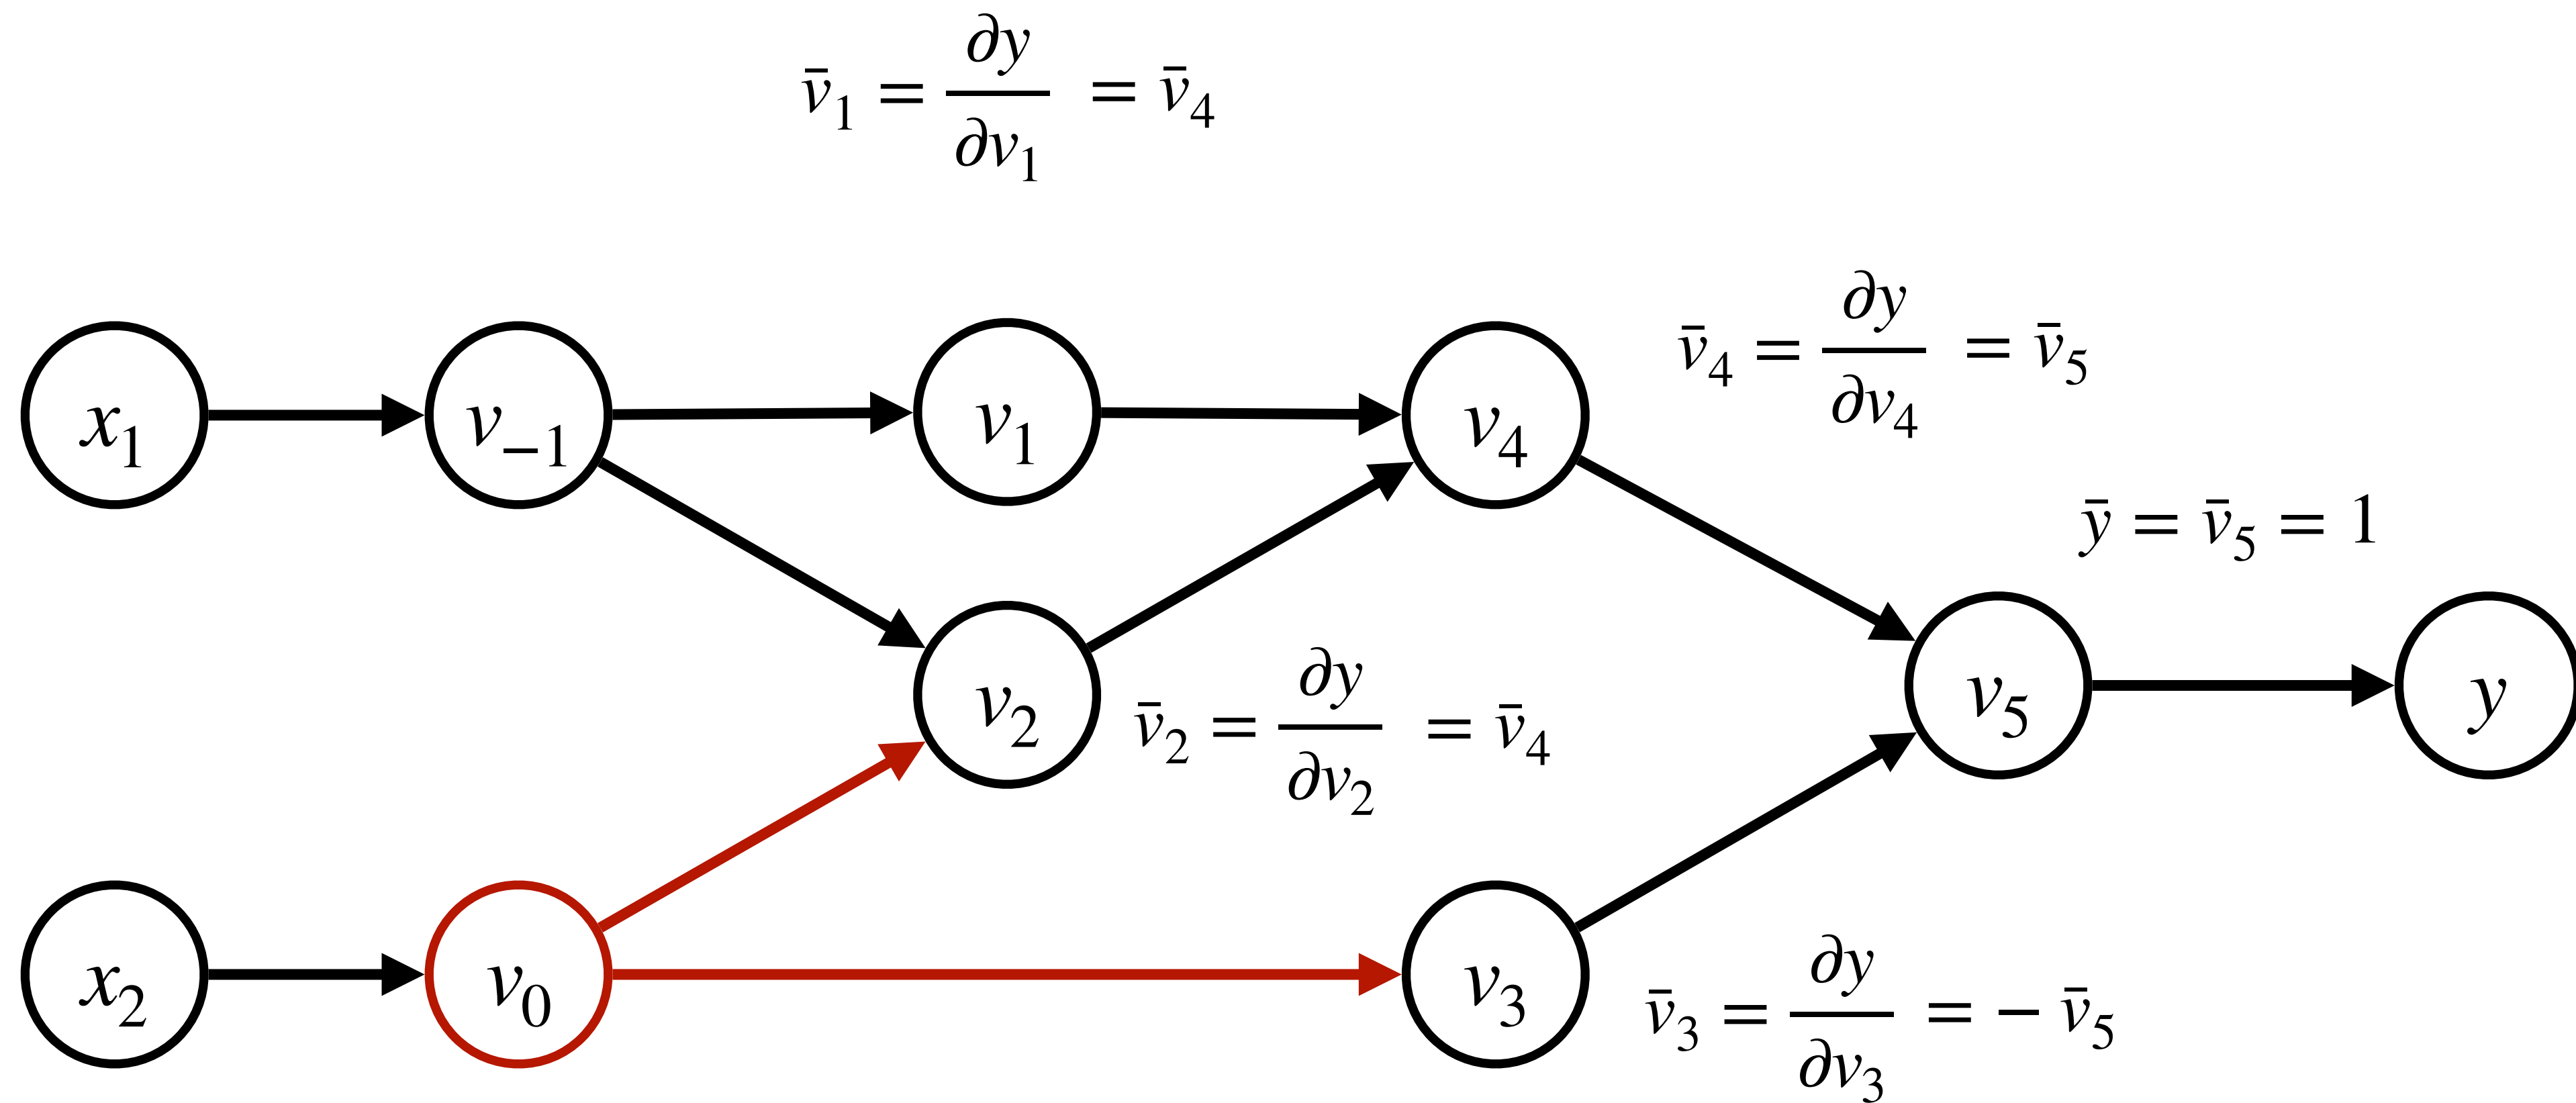 v̄₁ = ∂y/∂v₁ = v̄₄
v̄₄ = ∂y/∂v₄ = v̄₅
x₁ v₋₁ v₁ v₄
ȳ = v̄₅ = 1
v₂ v̄₂ = ∂y/∂v₂ = v̄₄ v₅ y
x₂ v₀ v₃ v̄₃ = ∂y/∂v₃ = − v̄₅